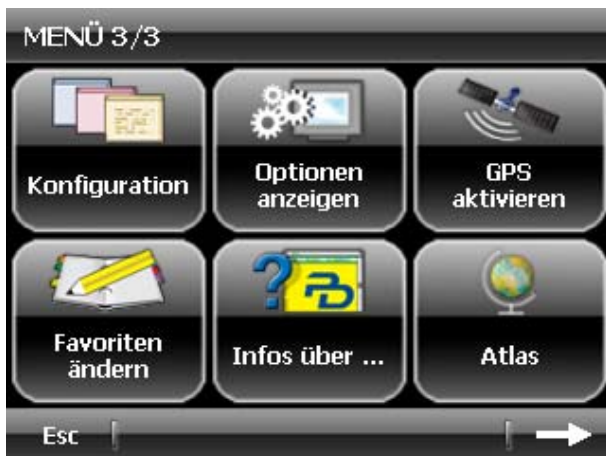 MENÜ 3/3
Konfiguration
Optionen
anzeigen
GPS
aktivieren
Favoriten
ändern
Infos über ...
Atlas
Esc